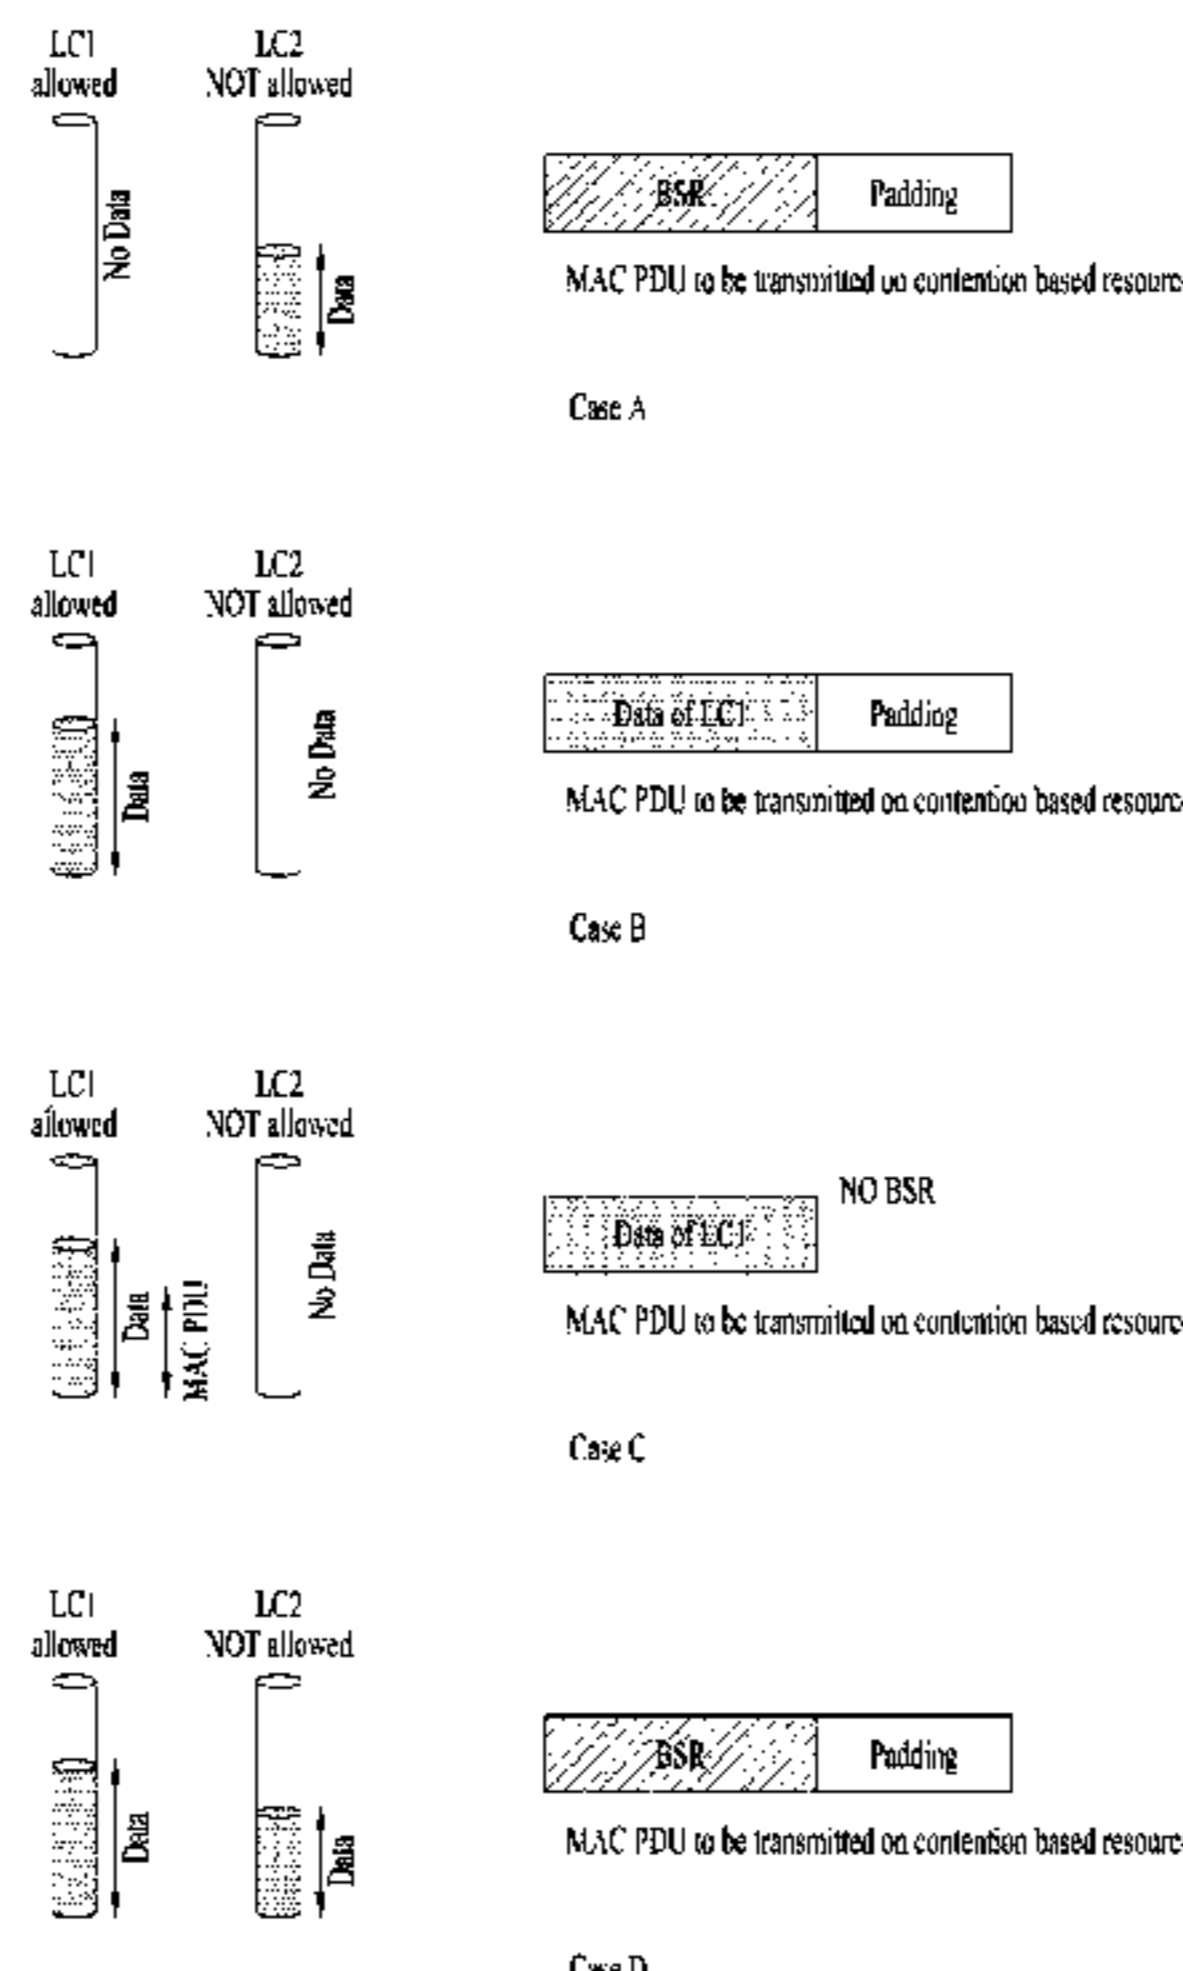 LC1
allowed
LC2
NOT allowed
No Data
Data
BSR
Padding
MAC PDU to be transmitted on contention based resourc
Case A
LC1
allowed
LC2
NOT allowed
Data
No Data
Data of LC1
Padding
MAC PDU to be transmitted on contention based resourc
Case B
LC1
allowed
LC2
NOT allowed
Data
MAC PDU
No Data
Data of LC1
NO BSR
MAC PDU to be transmitted on contention based resourc
Case C
LC1
allowed
LC2
NOT allowed
Data
Data
BSR
Padding
MAC PDU to be transmitted on contention based resourc
Case D